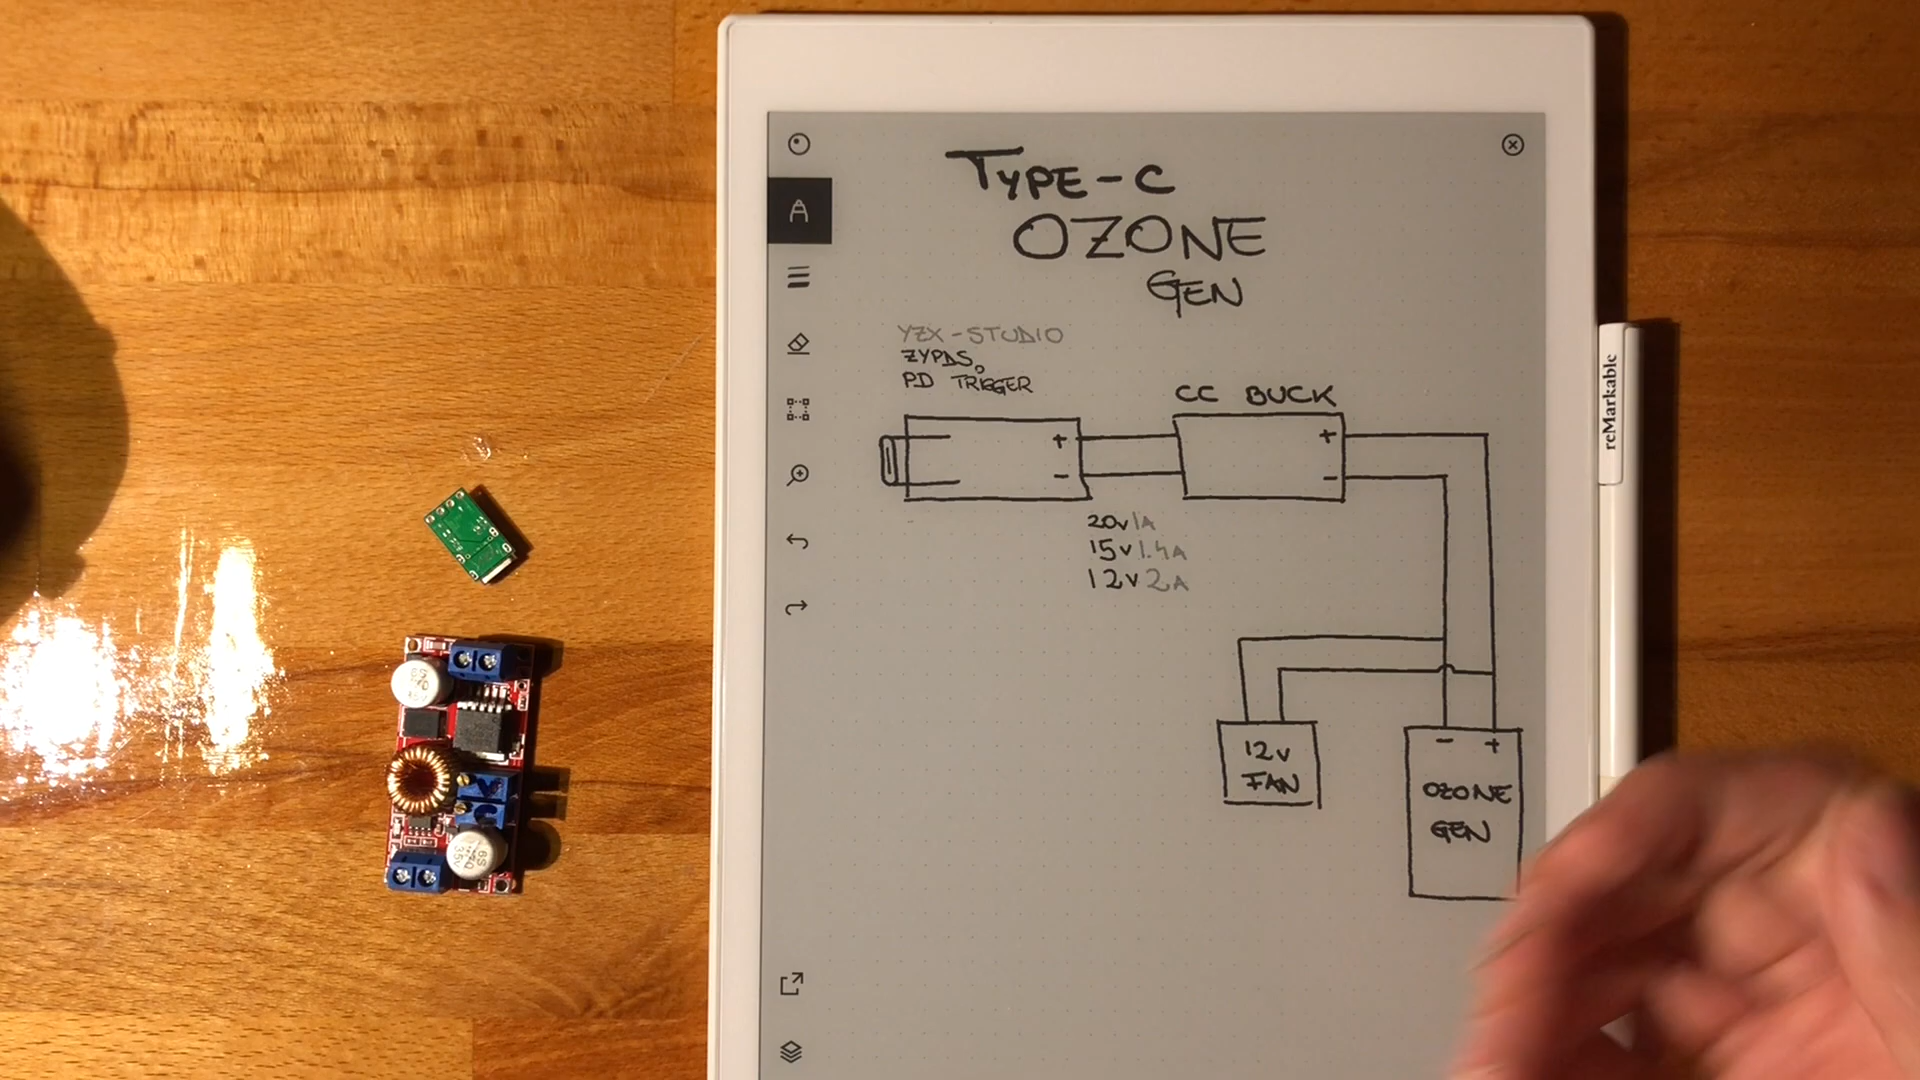 TYPE-C
OZONE
GEN
YZX-STUDIO
ZYPDS.
PD TRIGGER
CC BUCK
+
+
-
-
20v 1A
15v 1.4A
12v 2A
12v
FAN
- +
OZONE
GEN
reMarkable